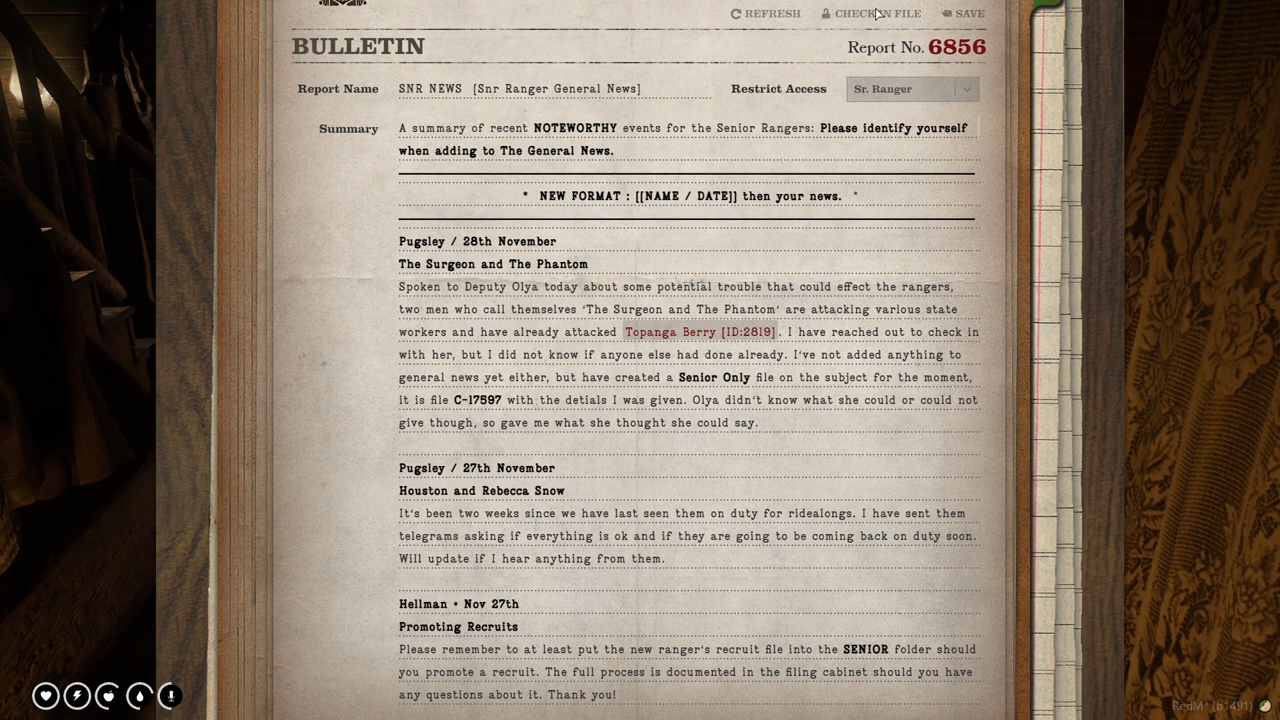 REFRESH CHECK IN FILE SAVE
BULLETIN Report No. 6856
Report Name SNR NEWS [Snr Ranger General News] Restrict Access Sr. Ranger
Summary A summary of recent NOTEWORTHY events for the Senior Rangers: Please identify yourself
when adding to The General News.
* NEW FORMAT : [[NAME / DATE]] then your news. *
Pugsley / 28th November
The Surgeon and The Phantom
Spoken to Deputy Olya today about some potential trouble that could effect the rangers,
two men who call themselves 'The Surgeon and The Phantom' are attacking various state
workers and have already attacked Topanga Berry [ID:2819]. I have reached out to check in
with her, but I did not know if anyone else had done already. I've not added anything to
general news yet either, but have created a Senior Only file on the subject for the moment,
it is file C-17597 with the detials I was given. Olya didn't know what she could or could not
give though, so gave me what she thought she could say.
Pugsley / 27th November
Houston and Rebecca Snow
It's been two weeks since we have last seen them on duty for ridealongs. I have sent them
telegrams asking if everything is ok and if they are going to be coming back on duty soon.
Will update if I hear anything from them.
Hellman • Nov 27th
Promoting Recruits
Please remember to at least put the new ranger's recruit file into the SENIOR folder should
you promote a recruit. The full process is documented in the filing cabinet should you have
any questions about it. Thank you!
RedM* (b1491)